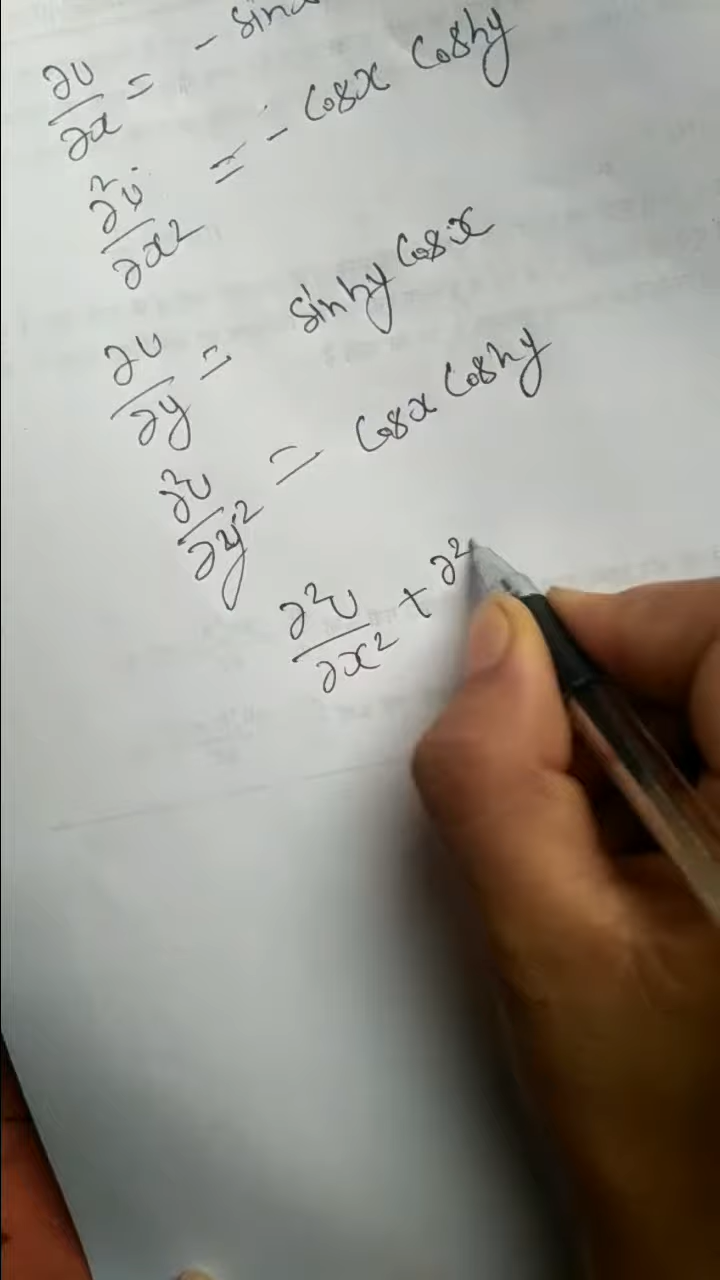 ∂u/∂x = - sin
∂²u/∂x² = - cosx coshy
∂u/∂y = sinhy cosx
∂²u/∂y² = cosx coshy
∂²u/∂x² + ∂²